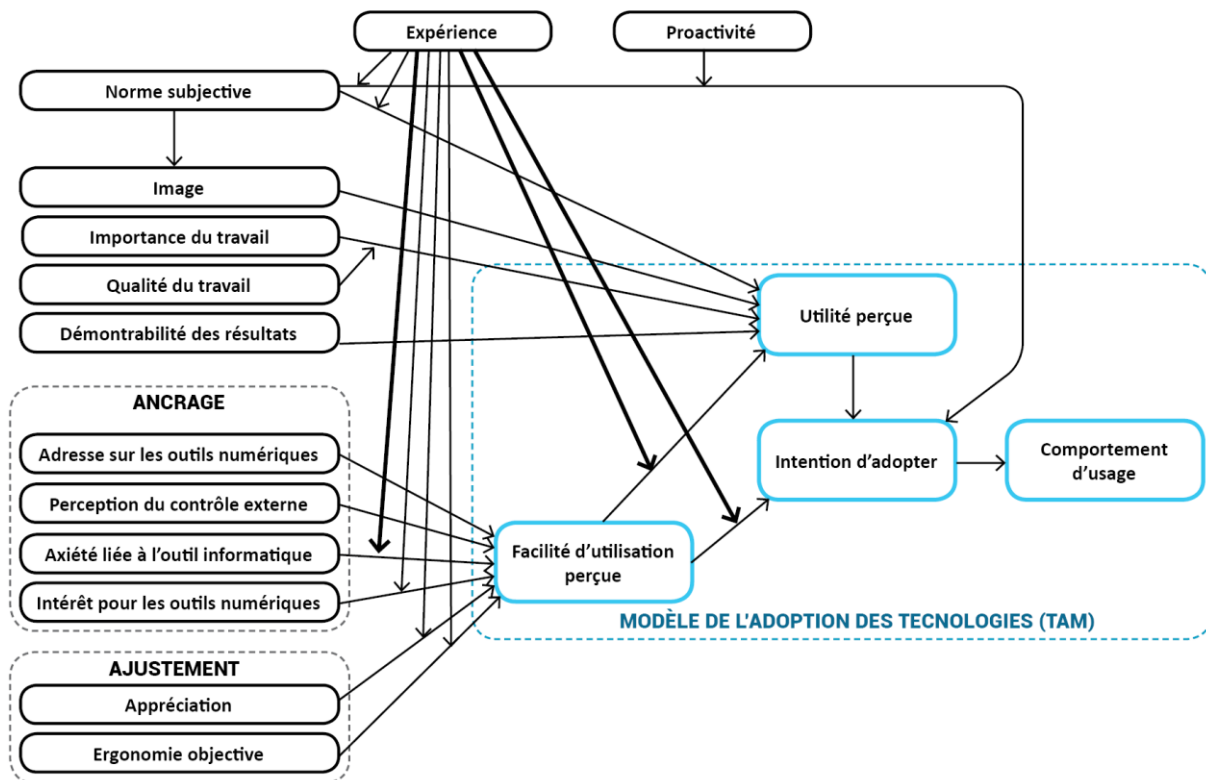 Expérience
Proactivité
Norme subjective
Image
Importance du travail
Qualité du travail
Démontrabilité des résultats
Utilité perçue
ANCRAGE
Adresse sur les outils numériques
Perception du contrôle externe
Axiété liée à l'outil informatique
Intérêt pour les outils numériques
Intention d'adopter
Comportement
d'usage
Facilité d'utilisation
perçue
MODÈLE DE L'ADOPTION DES TECNOLOGIES (TAM)
AJUSTEMENT
Appréciation
Ergonomie objective